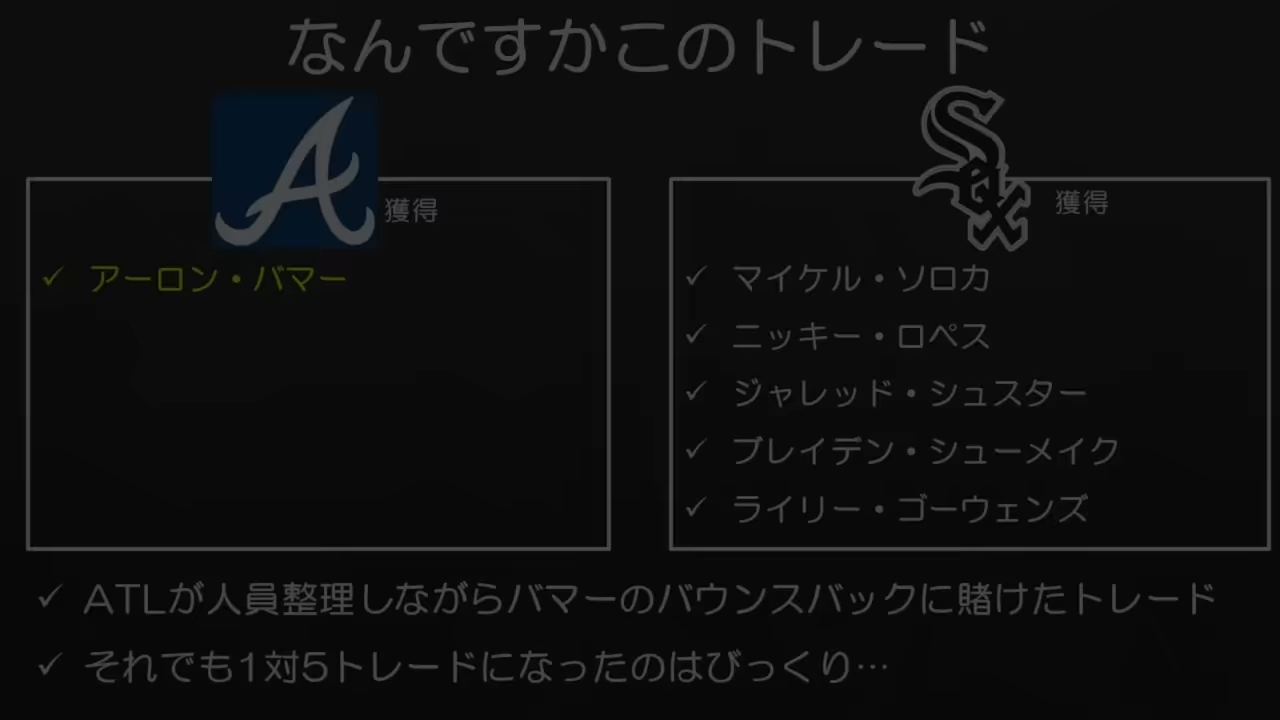 なんですかこのトレード
A
獲得
✓ アーロン・バマー
Sox
獲得
✓ マイケル・ソロカ
✓ ニッキー・ロペス
✓ ジャレッド・シュスター
✓ ブレイデン・シューメイク
✓ ライリー・ゴーウェンズ
✓ ATLが人員整理しながらバマーのバウンスバックに賭けたトレード
✓ それでも1対5トレードになったのはびっくり…